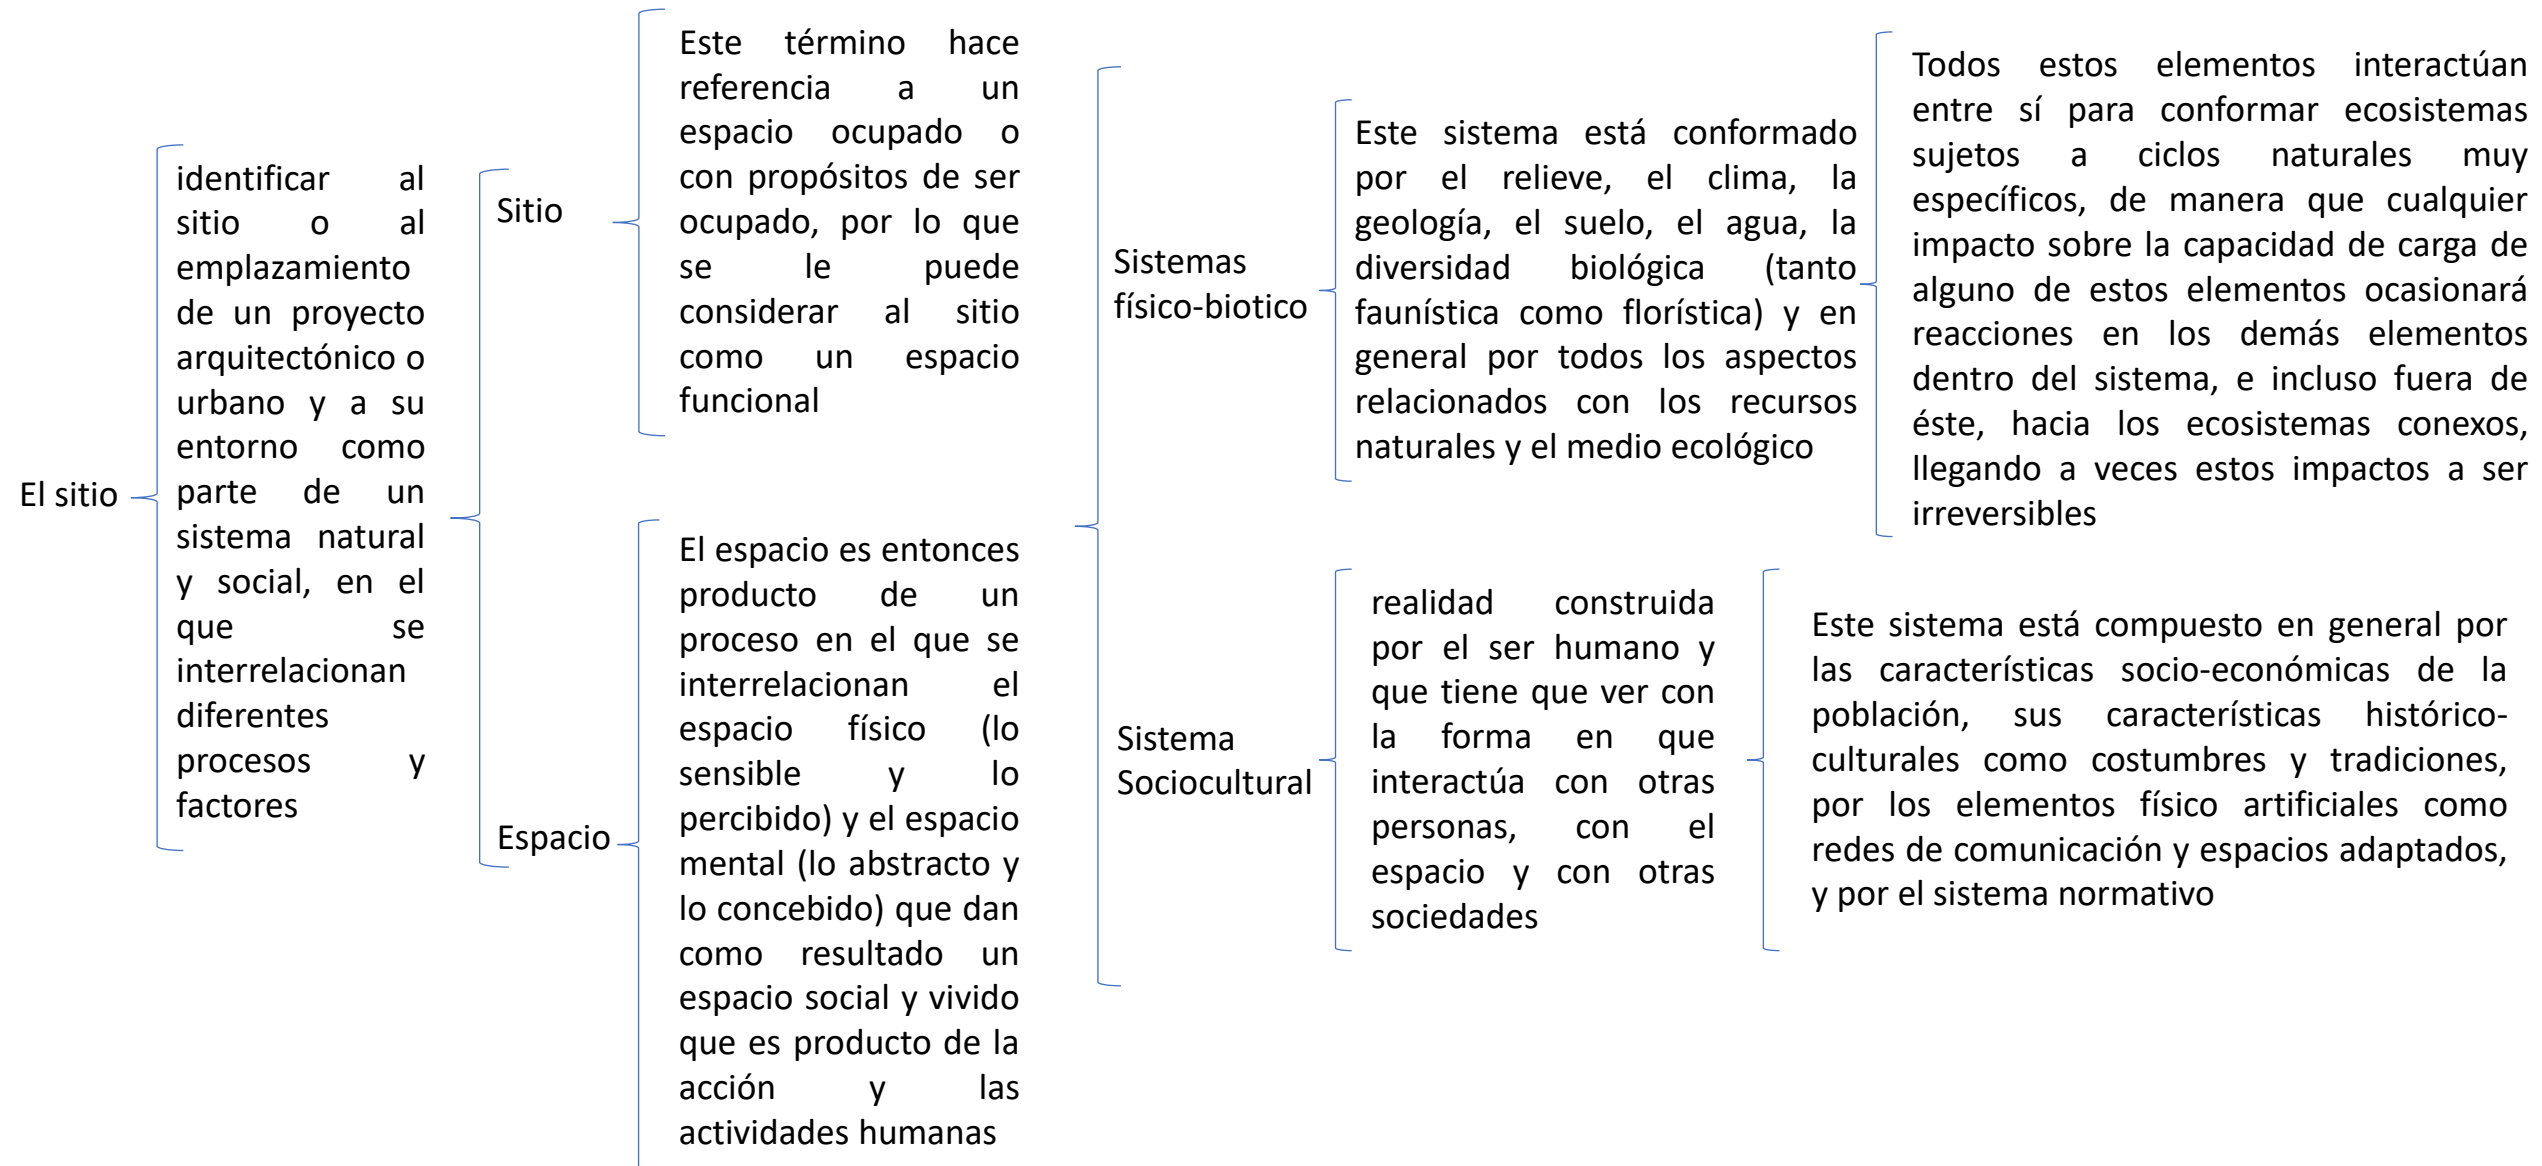 El sitio
identificar al
sitio o al
emplazamiento
de un proyecto
arquitectónico o
urbano y a su
entorno como
parte de un
sistema natural
y social, en el
que se
interrelacionan
diferentes
procesos y
factores
Sitio
Este término hace
referencia a un
espacio ocupado o
con propósitos de ser
ocupado, por lo que
se le puede
considerar al sitio
como un espacio
funcional
Espacio
El espacio es entonces
producto de un
proceso en el que se
interrelacionan el
espacio físico (lo
sensible y lo
percibido) y el espacio
mental (lo abstracto y
lo concebido) que dan
como resultado un
espacio social y vivido
que es producto de la
acción y las
actividades humanas
Sistemas
físico-biotico
Este sistema está conformado
por el relieve, el clima, la
geología, el suelo, el agua, la
diversidad biológica (tanto
faunística como florística) y en
general por todos los aspectos
relacionados con los recursos
naturales y el medio ecológico
Todos estos elementos interactúan
entre sí para conformar ecosistemas
sujetos a ciclos naturales muy
específicos, de manera que cualquier
impacto sobre la capacidad de carga de
alguno de estos elementos ocasionará
reacciones en los demás elementos
dentro del sistema, e incluso fuera de
éste, hacia los ecosistemas conexos,
llegando a veces estos impactos a ser
irreversibles
Sistema
Sociocultural
realidad construida
por el ser humano y
que tiene que ver con
la forma en que
interactúa con otras
personas, con el
espacio y con otras
sociedades
Este sistema está compuesto en general por
las características socio-económicas de la
población, sus características histórico-
culturales como costumbres y tradiciones,
por los elementos físico artificiales como
redes de comunicación y espacios adaptados,
y por el sistema normativo